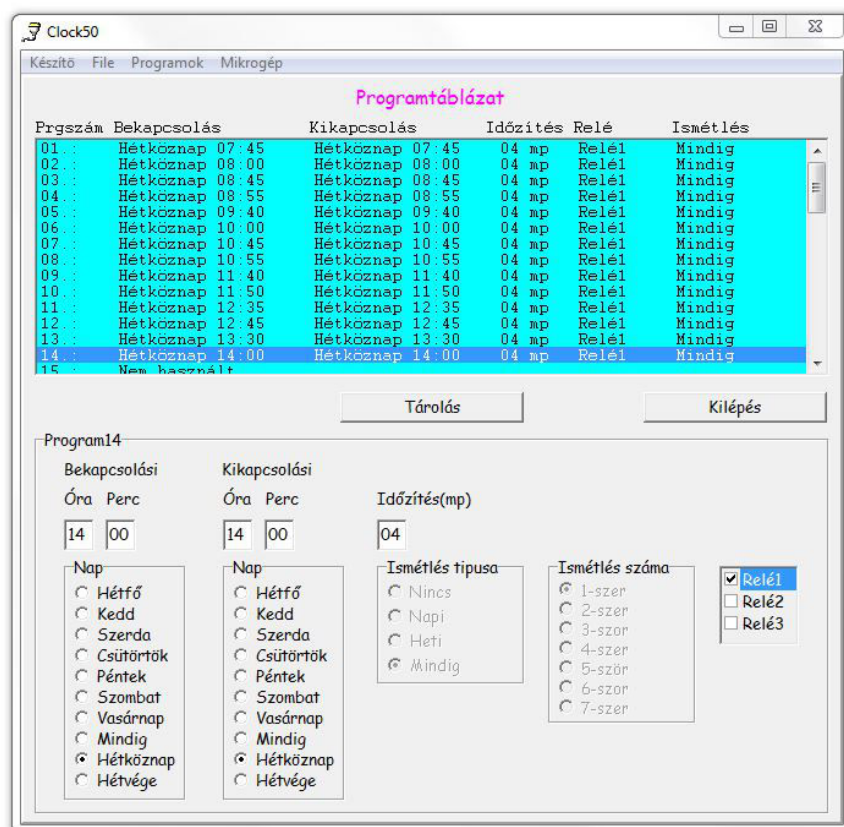 Clock50
Készítő File Programok Mikrogép
Programtáblázat
Prgszám Bekapcsolás Kikapcsolás Időzítés Relé Ismétlés
01.: Hétköznap 07:45 Hétköznap 07:45 04 mp Relé1 Mindig
02.: Hétköznap 08:00 Hétköznap 08:00 04 mp Relé1 Mindig
03.: Hétköznap 08:45 Hétköznap 08:45 04 mp Relé1 Mindig
04.: Hétköznap 08:55 Hétköznap 08:55 04 mp Relé1 Mindig
05.: Hétköznap 09:40 Hétköznap 09:40 04 mp Relé1 Mindig
06.: Hétköznap 10:00 Hétköznap 10:00 04 mp Relé1 Mindig
07.: Hétköznap 10:45 Hétköznap 10:45 04 mp Relé1 Mindig
08.: Hétköznap 10:55 Hétköznap 10:55 04 mp Relé1 Mindig
09.: Hétköznap 11:40 Hétköznap 11:40 04 mp Relé1 Mindig
10.: Hétköznap 11:50 Hétköznap 11:50 04 mp Relé1 Mindig
11.: Hétköznap 12:35 Hétköznap 12:35 04 mp Relé1 Mindig
12.: Hétköznap 12:45 Hétköznap 12:45 04 mp Relé1 Mindig
13.: Hétköznap 13:30 Hétköznap 13:30 04 mp Relé1 Mindig
14.: Hétköznap 14:00 Hétköznap 14:00 04 mp Relé1 Mindig
15.: Nem használt
Tárolás Kilépés
Program14
Bekapcsolási Kikapcsolási
Óra Perc Óra Perc Időzítés(mp)
14 00 14 00 04
Nap Nap Ismétlés tipusa Ismétlés száma
Hétfő Hétfő Nincs 1-szer Relé1
Kedd Kedd Napi 2-szer Relé2
Szerda Szerda Heti 3-szor Relé3
Csütörtök Csütörtök Mindig 4-szer
Péntek Péntek 5-ször
Szombat Szombat 6-szor
Vasárnap Vasárnap 7-szer
Mindig Mindig
Hétköznap Hétköznap
Hétvége Hétvége